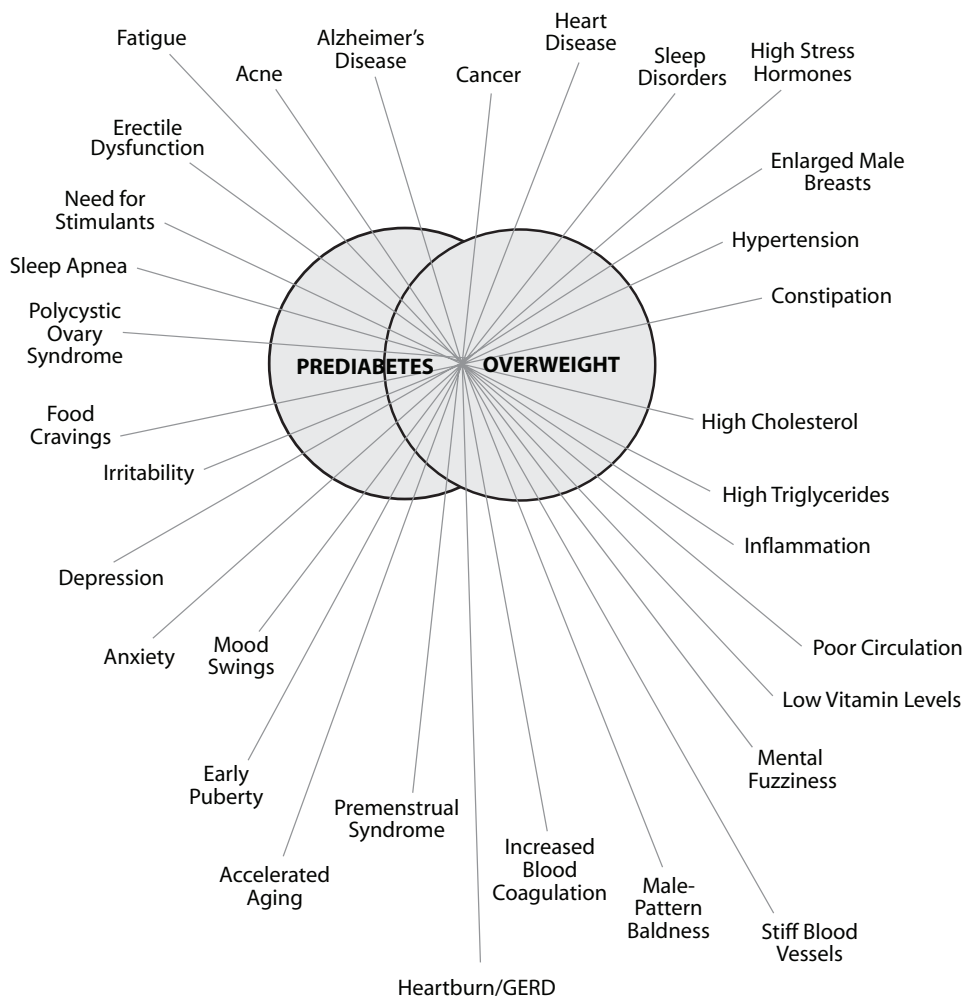 Fatigue
Acne
Alzheimer's
Disease
Cancer
Heart
Disease
Sleep
Disorders
High Stress
Hormones
Erectile
Dysfunction
Enlarged Male
Breasts
Need for
Stimulants
Hypertension
Sleep Apnea
Constipation
Polycystic
Ovary
Syndrome
PREDIABETES
OVERWEIGHT
Food
Cravings
High Cholesterol
Irritability
High Triglycerides
Inflammation
Depression
Anxiety
Mood
Swings
Poor Circulation
Low Vitamin Levels
Early
Puberty
Mental
Fuzziness
Premenstrual
Syndrome
Accelerated
Aging
Increased
Blood
Coagulation
Male-
Pattern
Baldness
Stiff Blood
Vessels
Heartburn/GERD